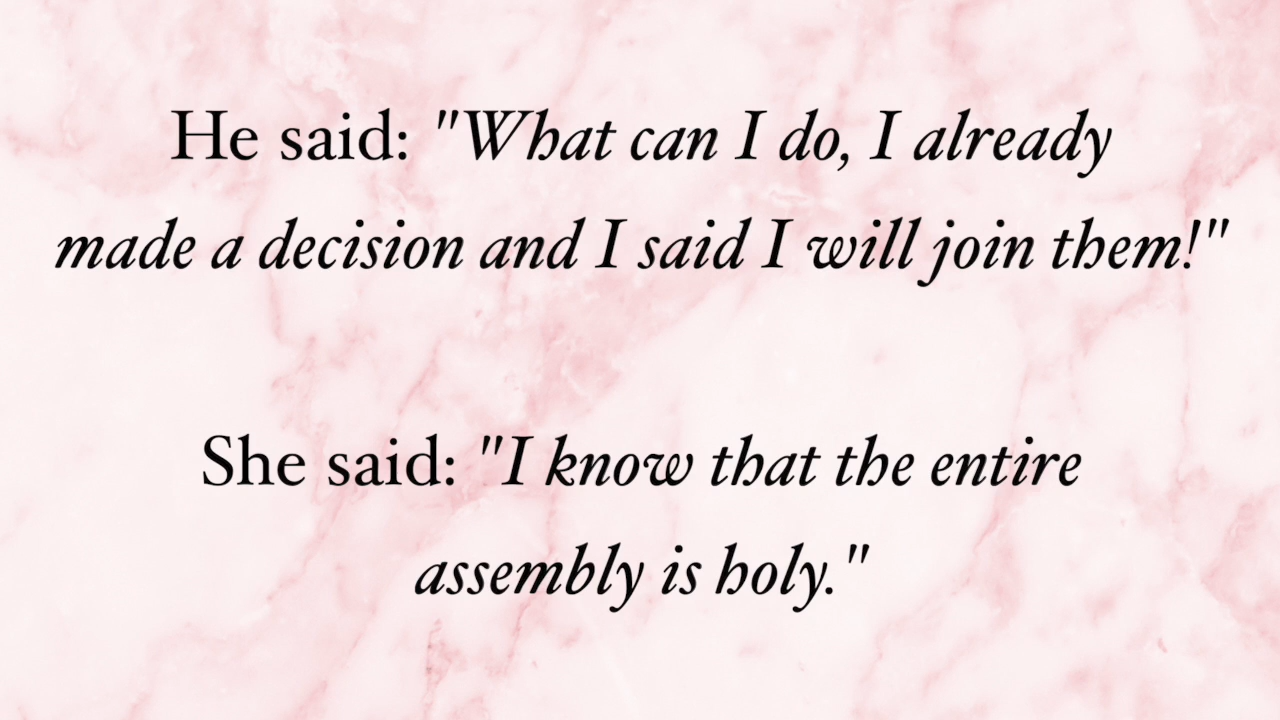 He said: "What can I do, I already
made a decision and I said I will join them!"
She said: "I know that the entire
assembly is holy."